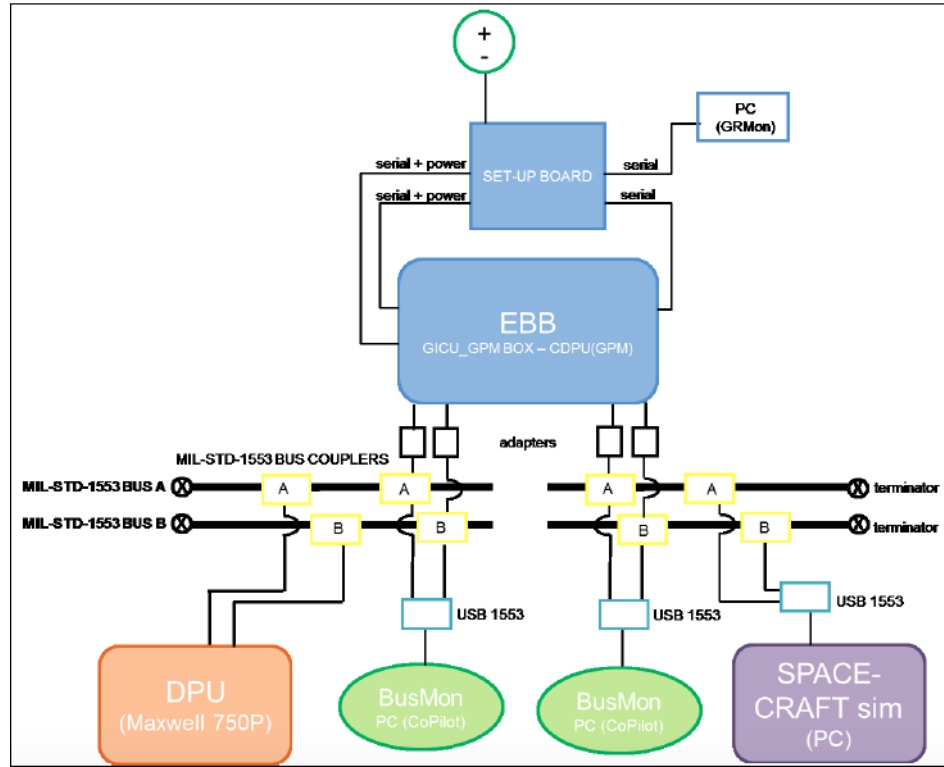 +
-
PC
(GRMon)
serial + power
serial
SET-UP BOARD
serial + power
serial
EBB
GICU_GPM BOX – CDPU(GPM)
adapters
MIL-STD-1553 BUS COUPLERS
MIL-STD-1553 BUS A
X
A
A
A
A
X
terminator
MIL-STD-1553 BUS B
X
B
B
B
B
X
terminator
USB 1553
USB 1553
USB 1553
DPU
(Maxwell 750P)
BusMon
PC (CoPilot)
BusMon
PC (CoPilot)
SPACE-
CRAFT sim
(PC)